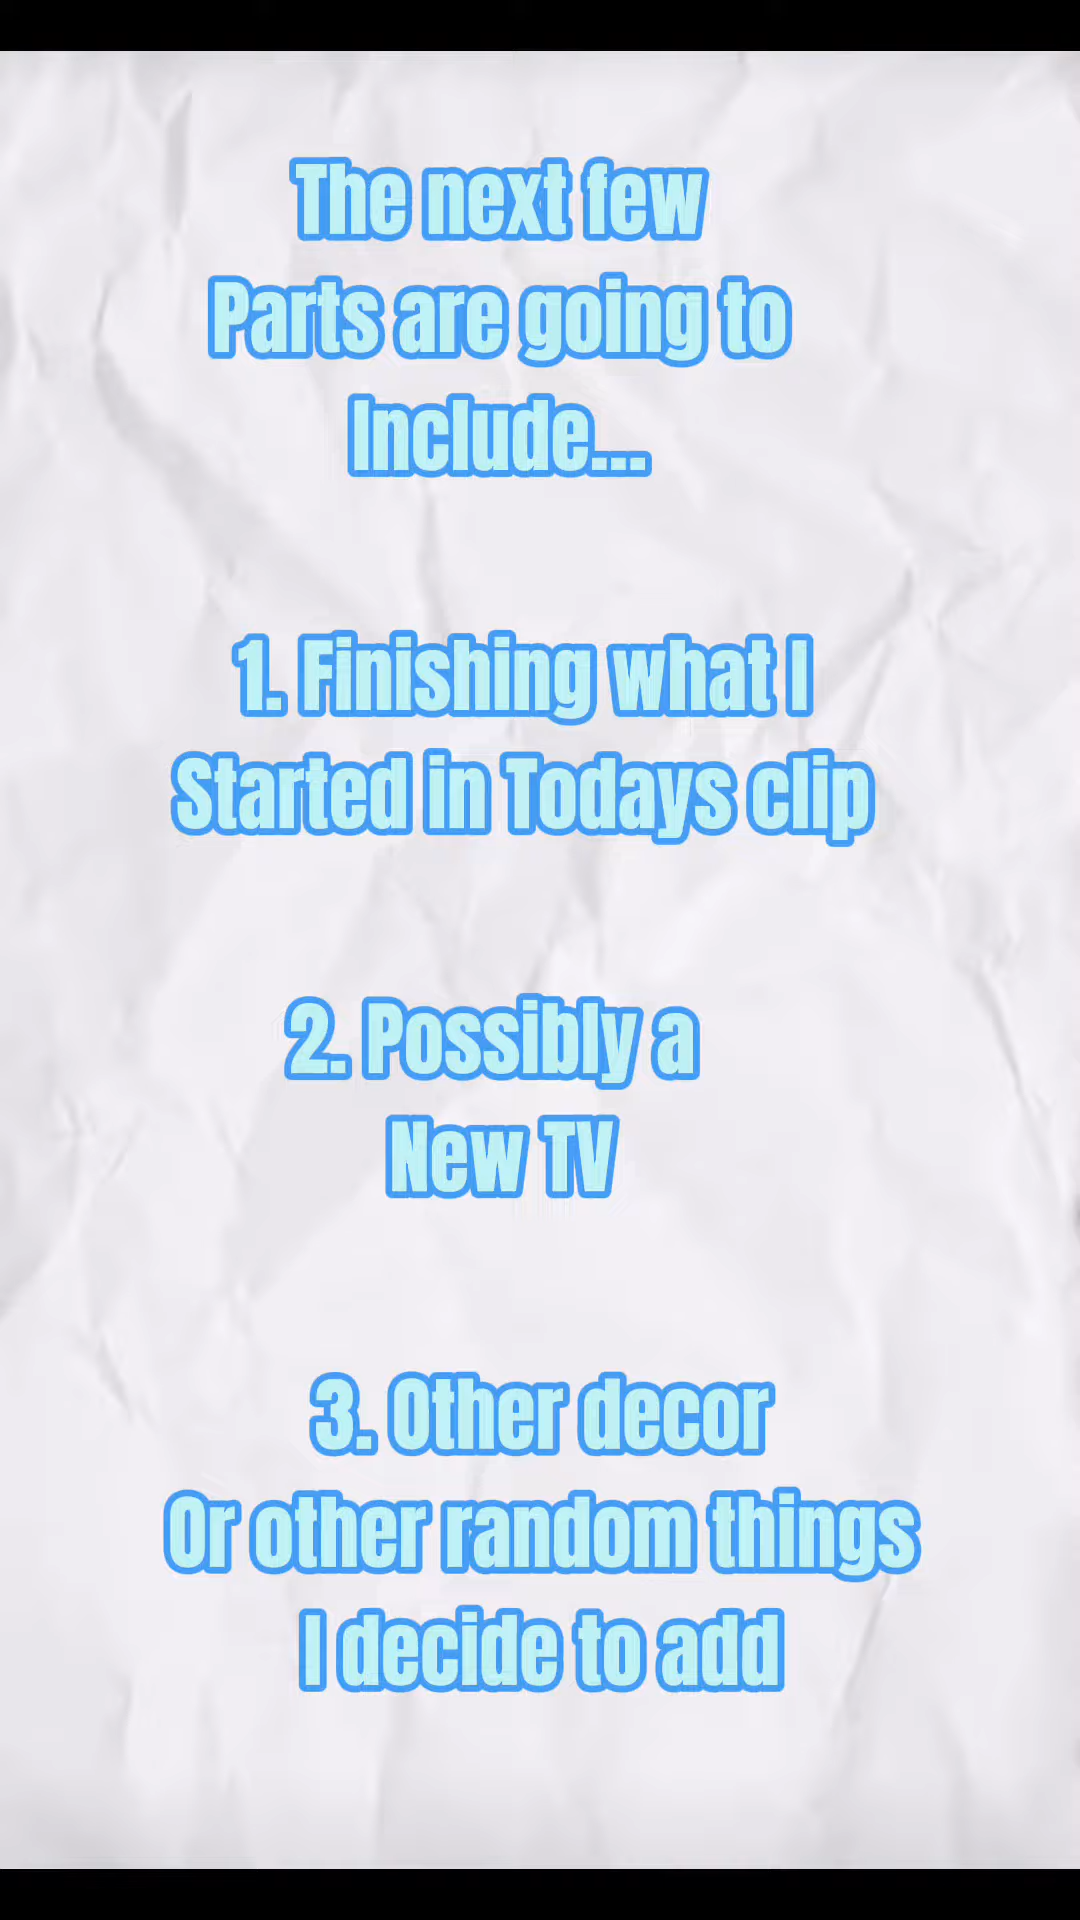 The next few
Parts are going to
Include...
1. Finishing what I
Started in Todays clip
2. Possibly a
New TV
3. Other decor
Or other random things
I decide to add